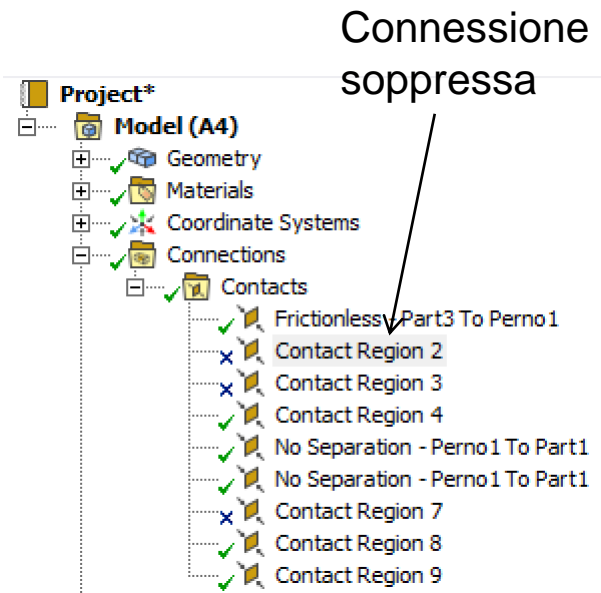 Connessione
soppressa
Project*
Model (A4)
Geometry
Materials
Coordinate Systems
Connections
Contacts
Frictionless - Part3 To Perno1
Contact Region 2
Contact Region 3
Contact Region 4
No Separation - Perno1 To Part1
No Separation - Perno1 To Part1
Contact Region 7
Contact Region 8
Contact Region 9